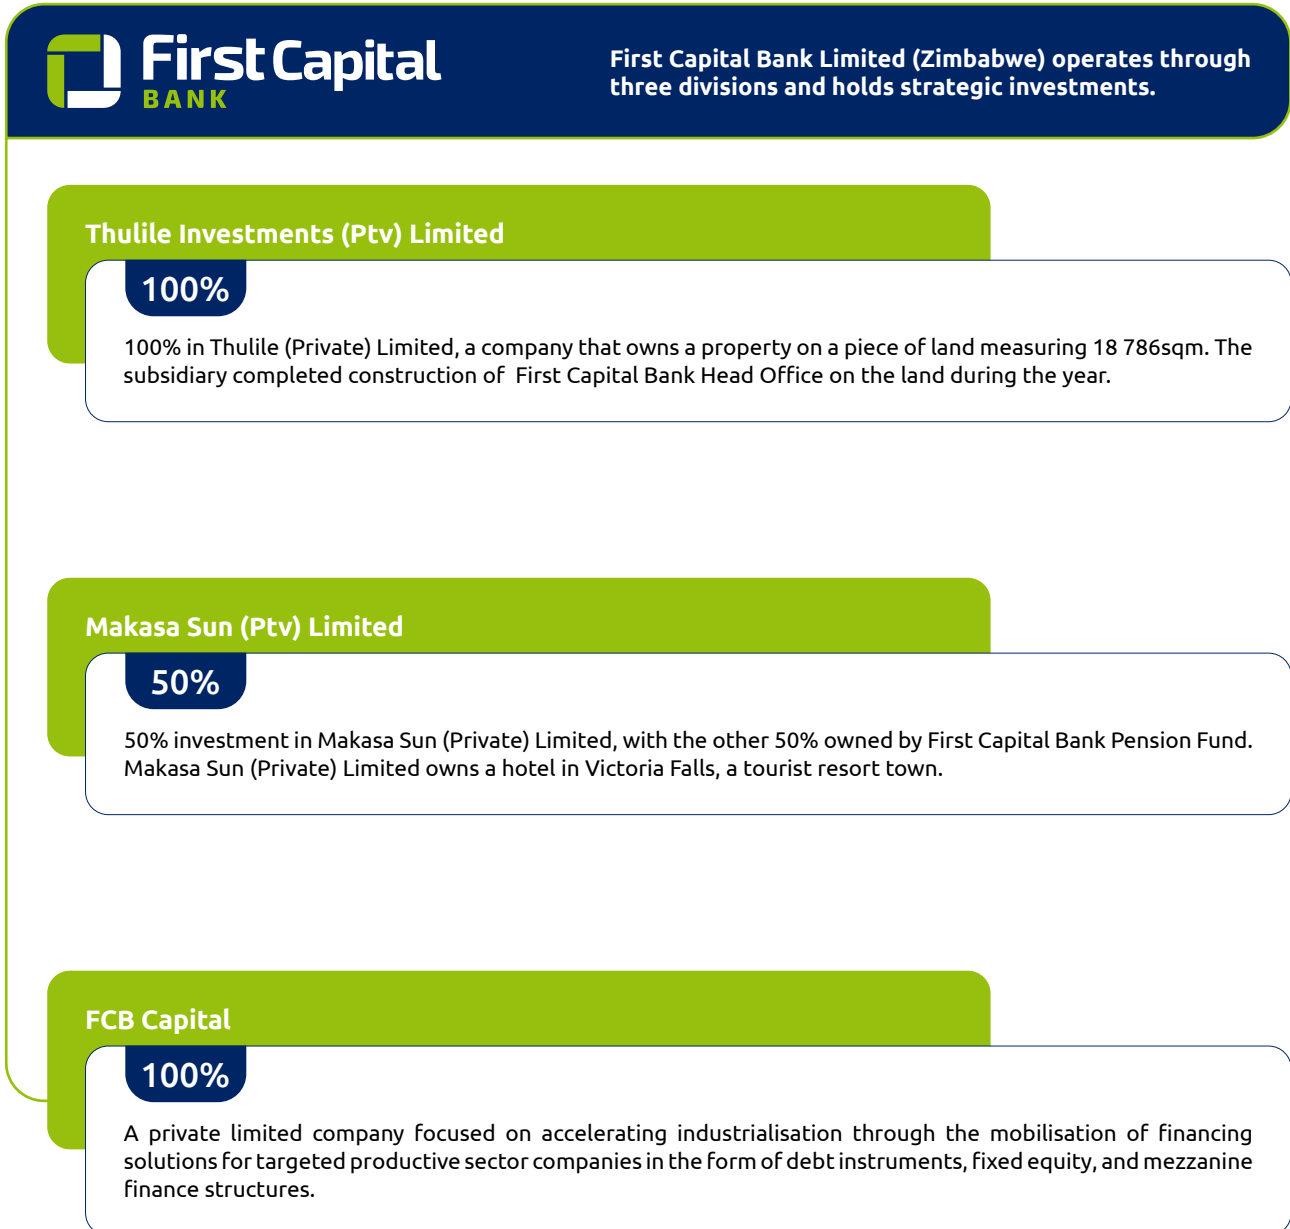 First Capital
BANK
First Capital Bank Limited (Zimbabwe) operates through
three divisions and holds strategic investments.
Thulile Investments (Ptv) Limited
100%
100% in Thulile (Private) Limited, a company that owns a property on a piece of land measuring 18 786sqm. The
subsidiary completed construction of First Capital Bank Head Office on the land during the year.
Makasa Sun (Ptv) Limited
50%
50% investment in Makasa Sun (Private) Limited, with the other 50% owned by First Capital Bank Pension Fund.
Makasa Sun (Private) Limited owns a hotel in Victoria Falls, a tourist resort town.
FCB Capital
100%
A private limited company focused on accelerating industrialisation through the mobilisation of financing
solutions for targeted productive sector companies in the form of debt instruments, fixed equity, and mezzanine
finance structures.